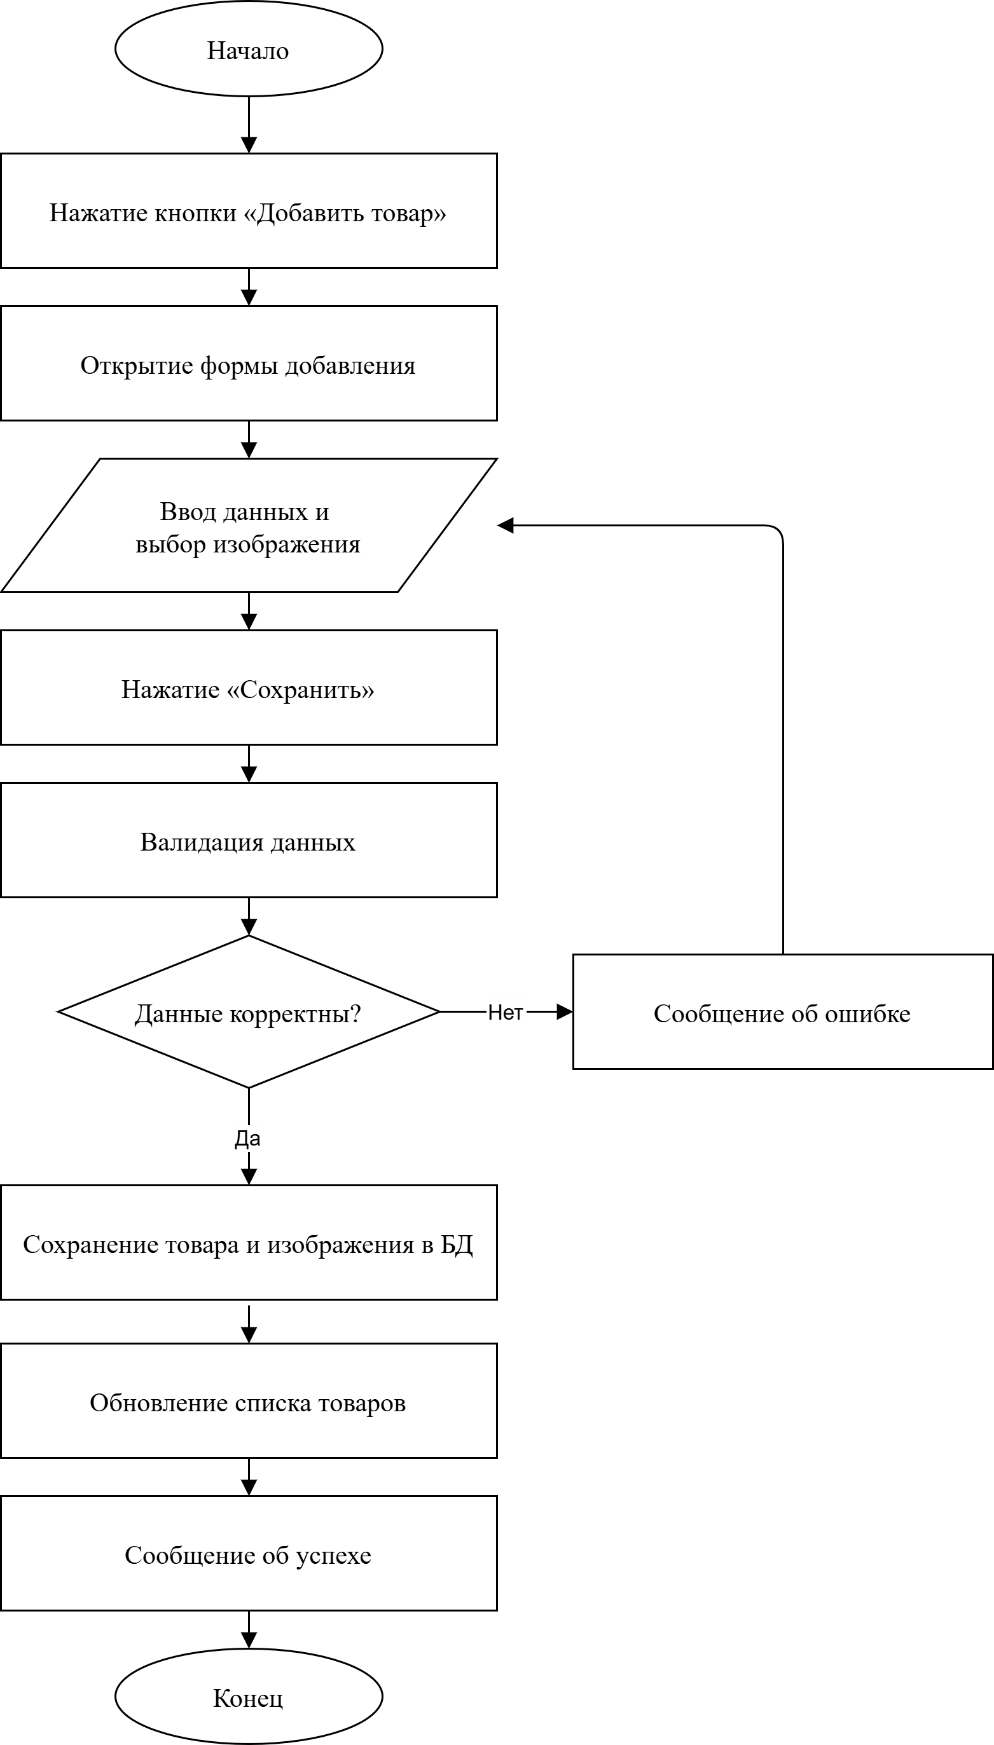 Начало
Нажатие кнопки «Добавить товар»
Открытие формы добавления
Ввод данных и
выбор изображения
Нажатие «Сохранить»
Валидация данных
Данные корректны?
Нет
Сообщение об ошибке
Да
Сохранение товара и изображения в БД
Обновление списка товаров
Сообщение об успехе
Конец